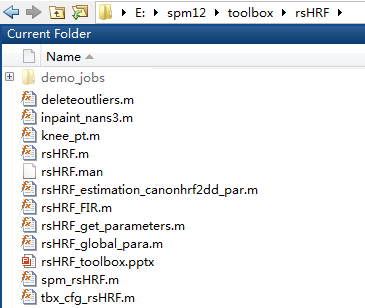 E: spm12 toolbox rsHRF
Current Folder
Name
demo_jobs
deleteoutliers.m
inpaint_nans3.m
knee_pt.m
rsHRF.m
rsHRF.man
rsHRF_estimation_canonhrf2dd_par.m
rsHRF_FIR.m
rsHRF_get_parameters.m
rsHRF_global_para.m
rsHRF_toolbox.pptx
spm_rsHRF.m
tbx_cfg_rsHRF.m